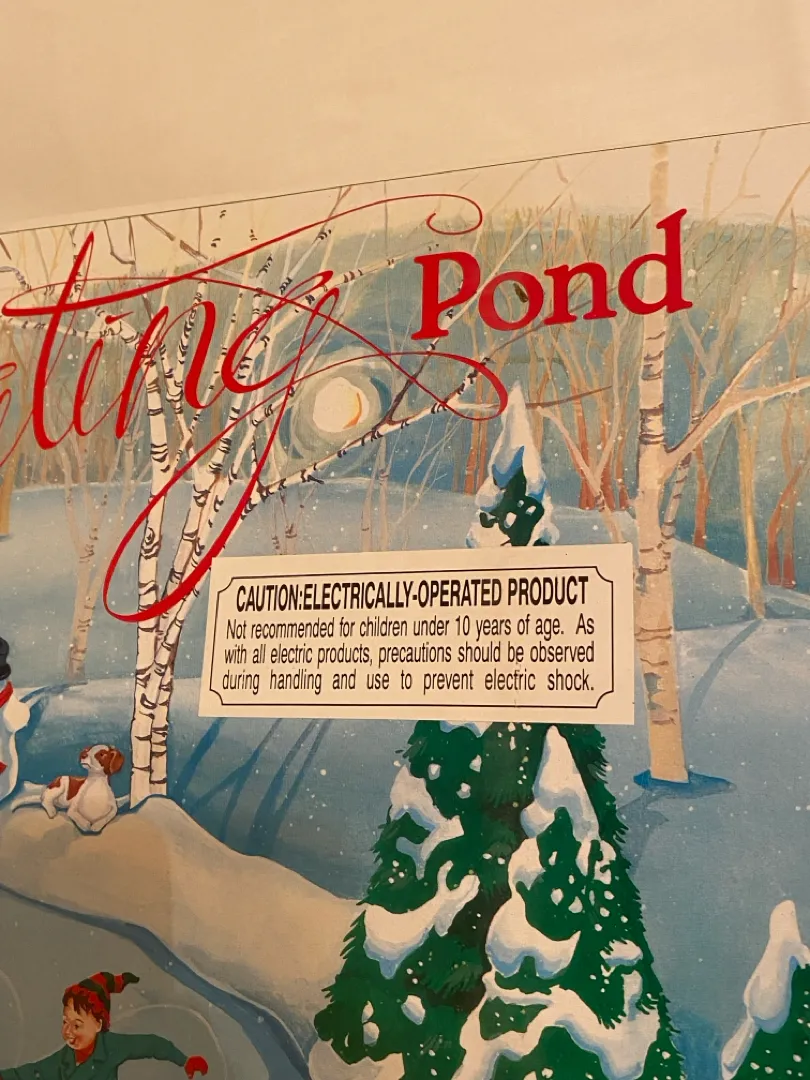 ting Pond
CAUTION:ELECTRICALLY-OPERATED PRODUCT
Not recommended for children under 10 years of age. As
with all electric products, precautions should be observed
during handling and use to prevent electric shock.